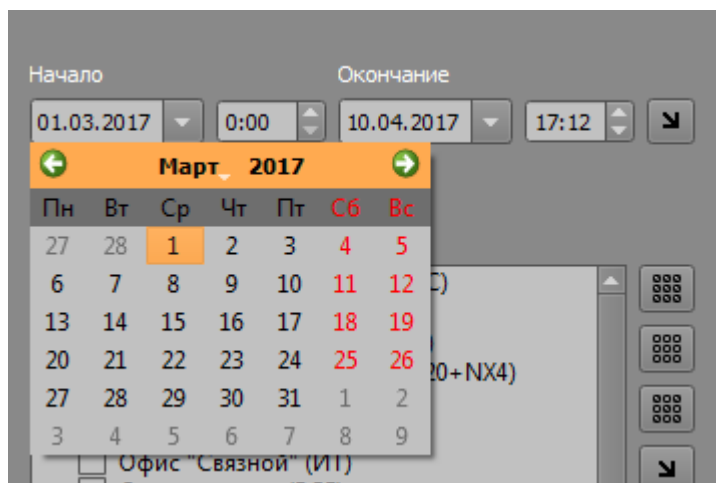 Начало Окончание
01.03.2017 0:00 10.04.2017 17:12
Март 2017
Пн Вт Ср Чт Пт Сб Вс
27 28 1 2 3 4 5
6 7 8 9 10 11 12
13 14 15 16 17 18 19
20 21 22 23 24 25 26
20+NX4)
27 28 29 30 31 1 2
3 4 5 6 7 8 9
Офис "Связной" (ИТ)